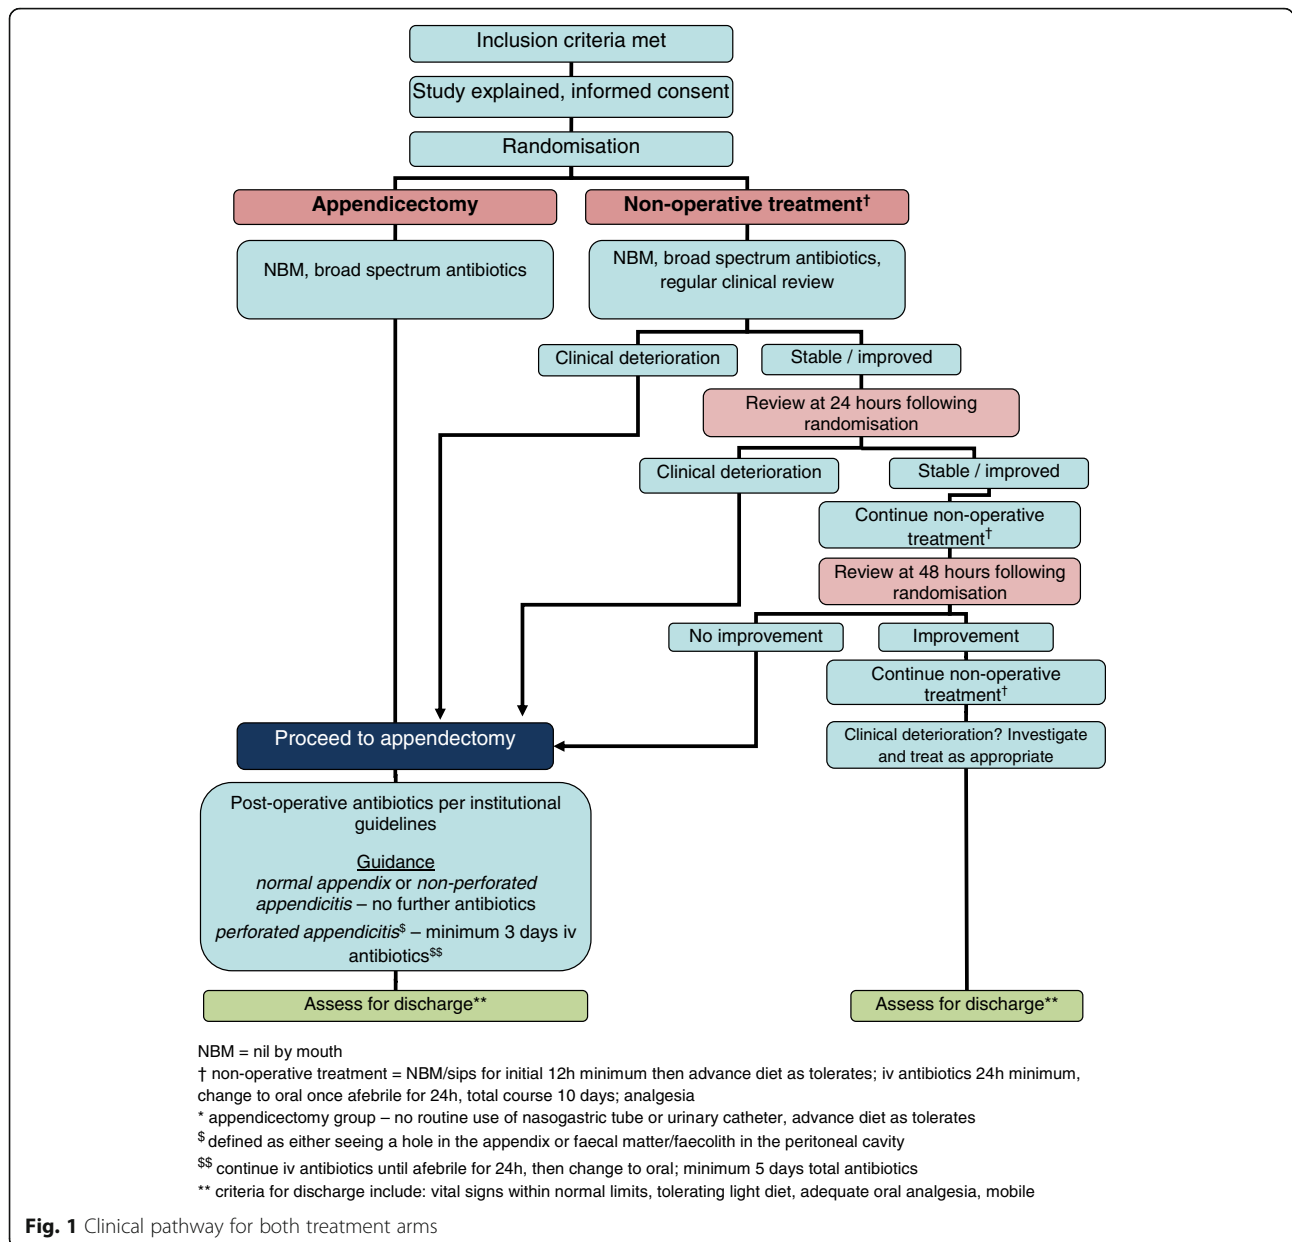 Inclusion criteria met
Study explained, informed consent
Randomisation
Appendicectomy
Non-operative treatment†
NBM, broad spectrum antibiotics
NBM, broad spectrum antibiotics,
regular clinical review
Clinical deterioration
Stable / improved
Review at 24 hours following
randomisation
Clinical deterioration
Stable / improved
Continue non-operative
treatment†
Review at 48 hours following
randomisation
No improvement
Improvement
Continue non-operative
treatment†
Clinical deterioration? Investigate
and treat as appropriate
Proceed to appendectomy
Post-operative antibiotics per institutional
guidelines
Guidance
normal appendix or non-perforated
appendicitis – no further antibiotics
perforated appendicitis$ – minimum 3 days iv
antibiotics$$
Assess for discharge**
Assess for discharge**
NBM = nil by mouth
† non-operative treatment = NBM/sips for initial 12h minimum then advance diet as tolerates; iv antibiotics 24h minimum,
change to oral once afebrile for 24h, total course 10 days; analgesia
* appendicectomy group – no routine use of nasogastric tube or urinary catheter, advance diet as tolerates
$ defined as either seeing a hole in the appendix or faecal matter/faecolith in the peritoneal cavity
$$ continue iv antibiotics until afebrile for 24h, then change to oral; minimum 5 days total antibiotics
** criteria for discharge include: vital signs within normal limits, tolerating light diet, adequate oral analgesia, mobile
Fig. 1 Clinical pathway for both treatment arms